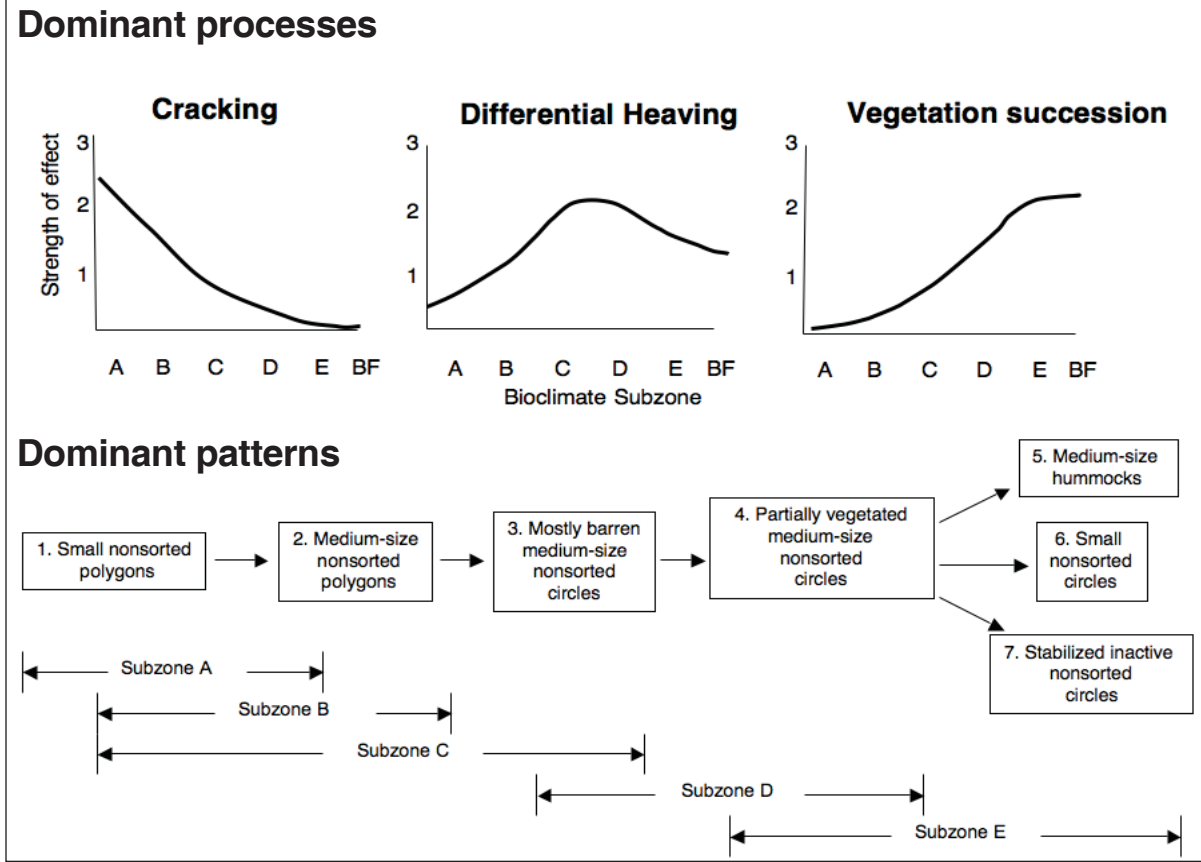 Dominant processes
Cracking
Differential Heaving
Vegetation succession
Strength of effect
3
2
1
A B C D E BF
3
2
1
A B C D E BF
3
2
1
A B C D E BF
Bioclimate Subzone
Dominant patterns
1. Small nonsorted
polygons
2. Medium-size
nonsorted
polygons
3. Mostly barren
medium-size
nonsorted
circles
4. Partially vegetated
medium-size
nonsorted
circles
5. Medium-size
hummocks
6. Small
nonsorted
circles
7. Stabilized inactive
nonsorted
circles
Subzone A
Subzone B
Subzone C
Subzone D
Subzone E